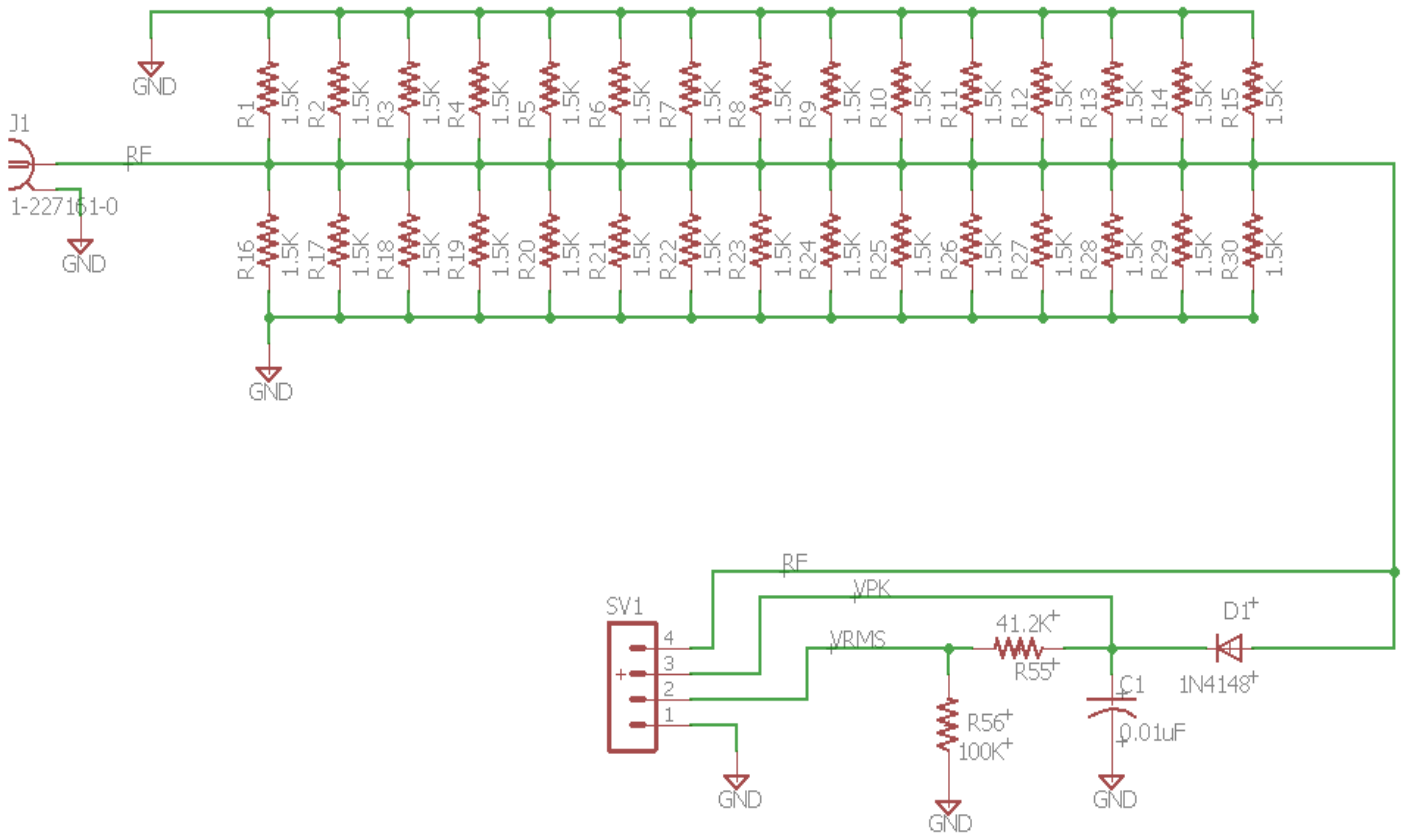 GND
R1 1.5K R2 1.5K R3 1.5K R4 1.5K R5 1.5K R6 1.5K R7 1.5K R8 1.5K R9 1.5K R10 1.5K R11 1.5K R12 1.5K R13 1.5K R14 1.5K R15 1.5K
J1
RF
1-227161-0
GND
R16 1.5K R17 1.5K R18 1.5K R19 1.5K R20 1.5K R21 1.5K R22 1.5K R23 1.5K R24 1.5K R25 1.5K R26 1.5K R27 1.5K R28 1.5K R29 1.5K R30 1.5K
GND
RF
VPK
SV1
VRMS
4
3
2
1
41.2K
R55
D1
1N4148
C1
0.01uF
R56
100K
GND
GND
GND